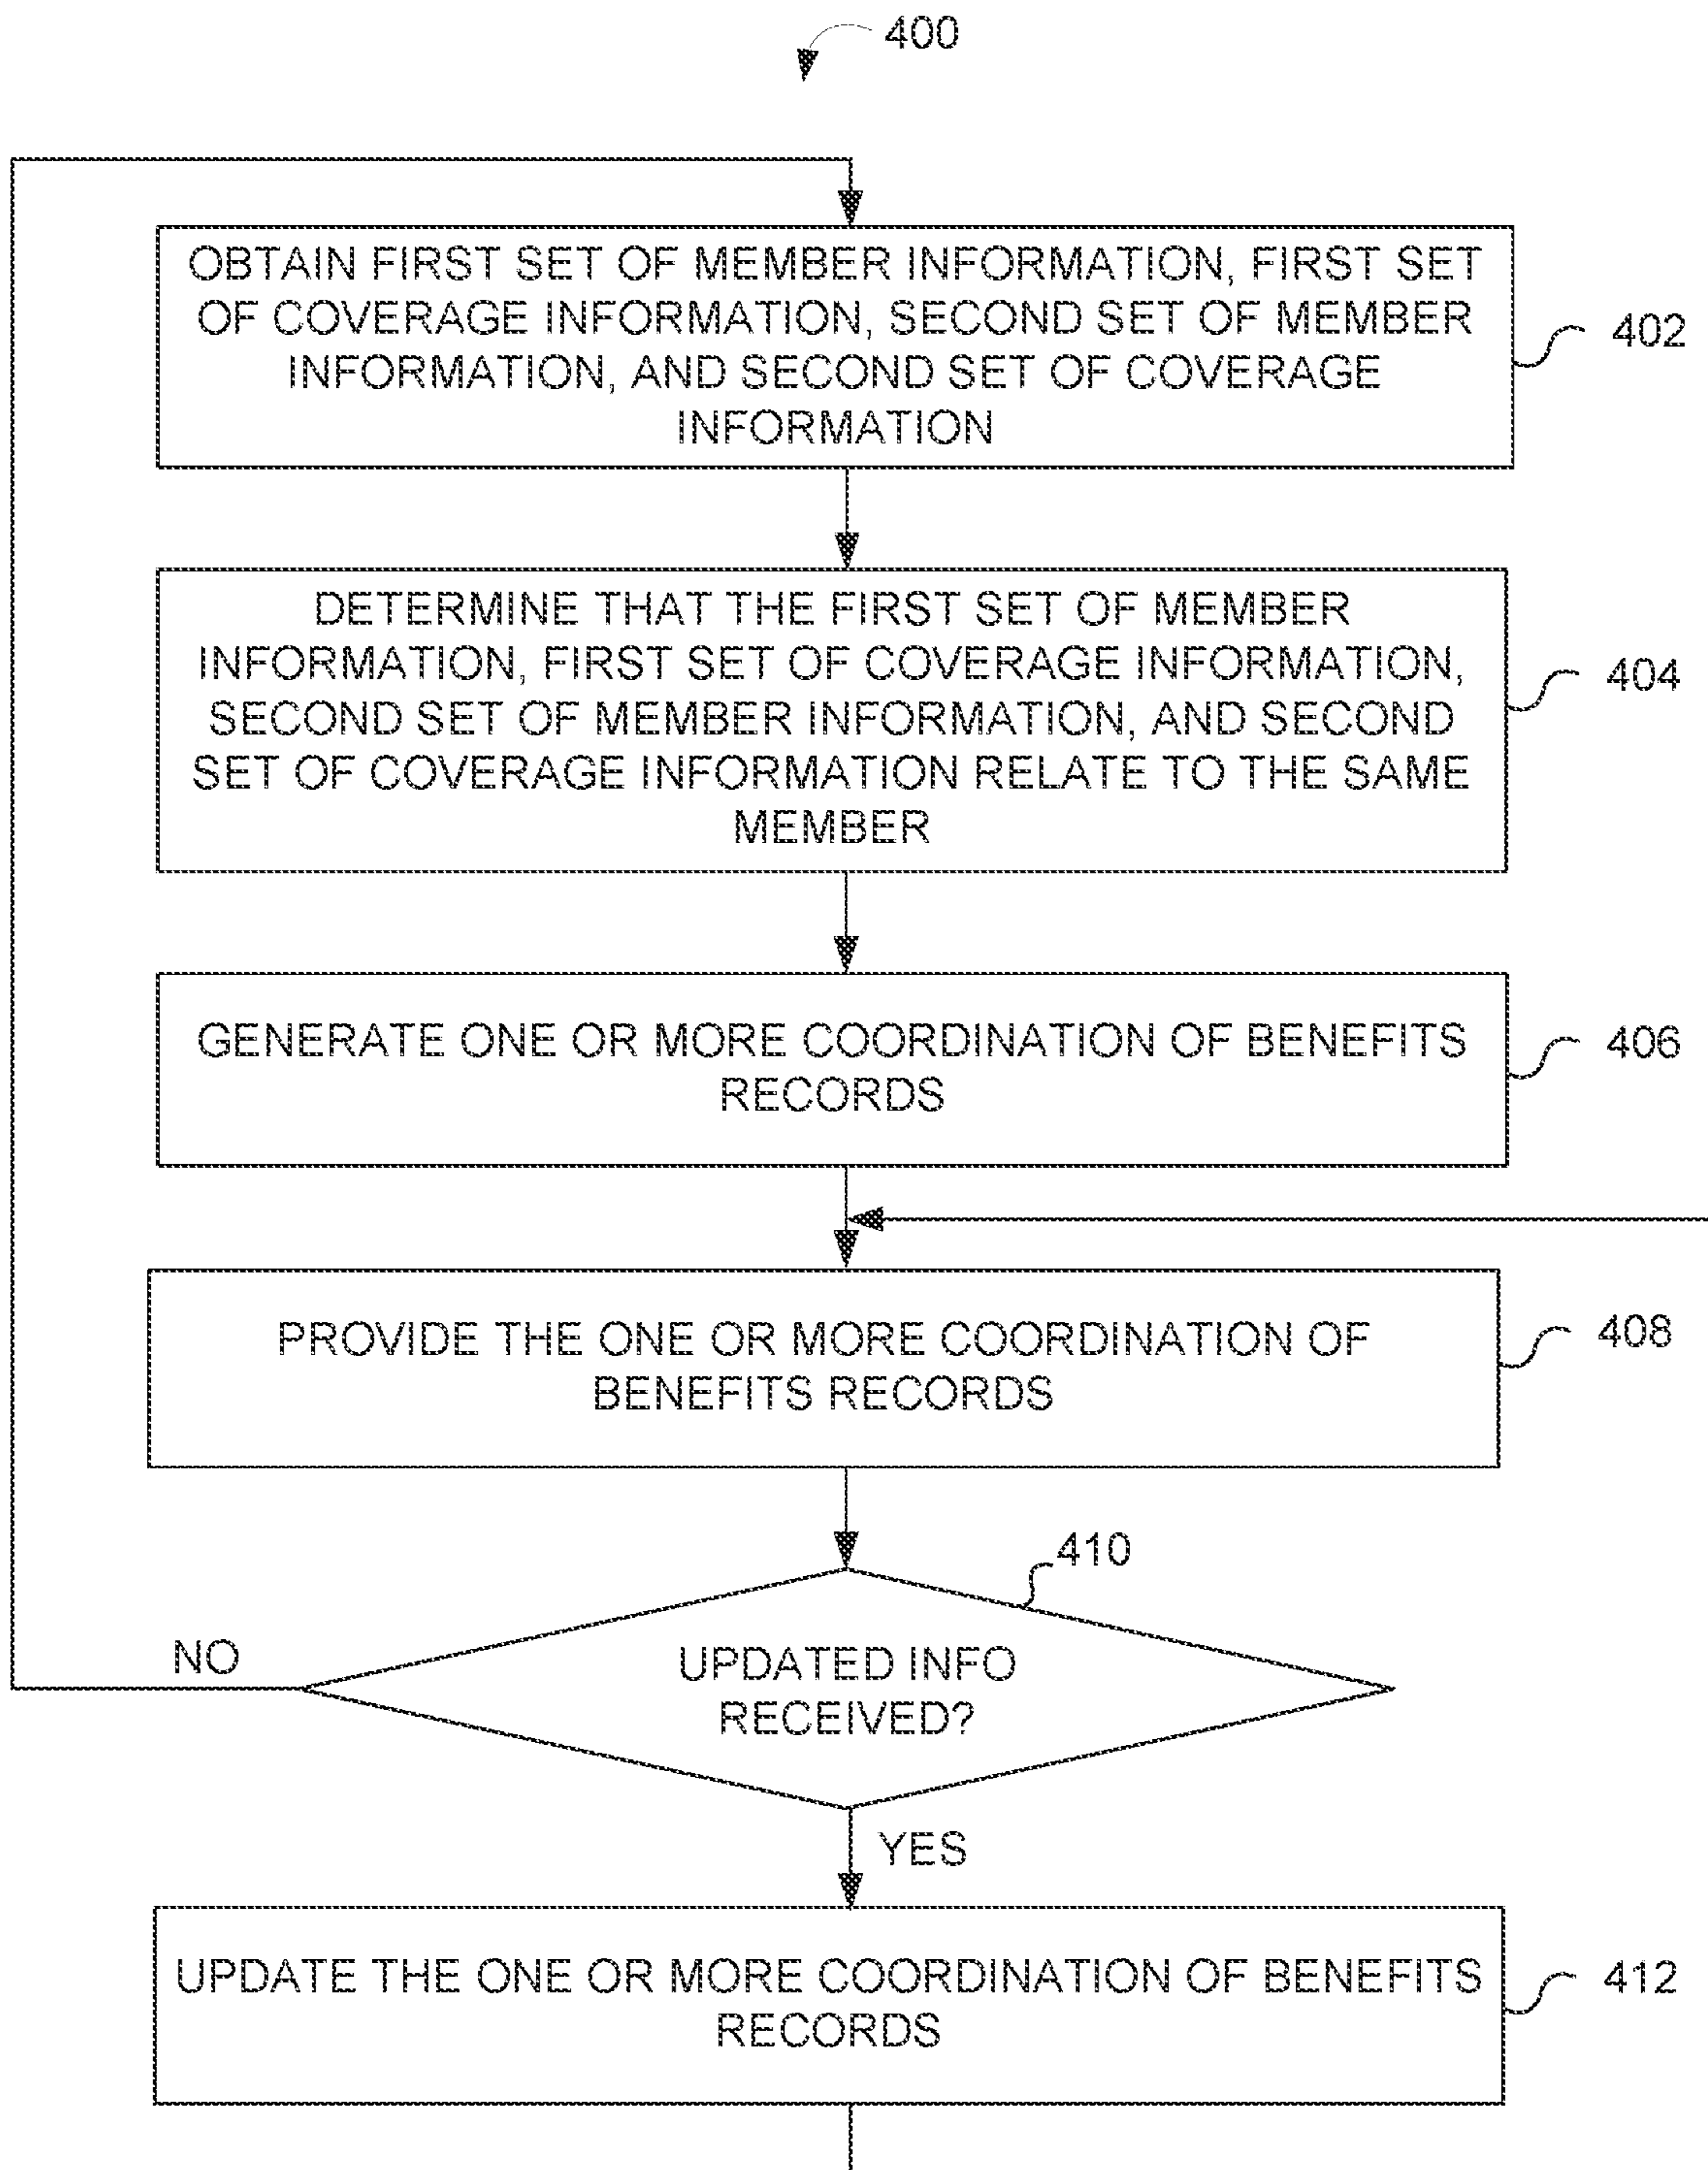 400
OBTAIN FIRST SET OF MEMBER INFORMATION, FIRST SET
OF COVERAGE INFORMATION, SECOND SET OF MEMBER
INFORMATION, AND SECOND SET OF COVERAGE
INFORMATION
402
DETERMINE THAT THE FIRST SET OF MEMBER
INFORMATION, FIRST SET OF COVERAGE INFORMATION,
SECOND SET OF MEMBER INFORMATION, AND SECOND
SET OF COVERAGE INFORMATION RELATE TO THE SAME
MEMBER
404
GENERATE ONE OR MORE COORDINATION OF BENEFITS
RECORDS
406
PROVIDE THE ONE OR MORE COORDINATION OF
BENEFITS RECORDS
408
410
NO
UPDATED INFO
RECEIVED?
YES
UPDATE THE ONE OR MORE COORDINATION OF BENEFITS
RECORDS
412